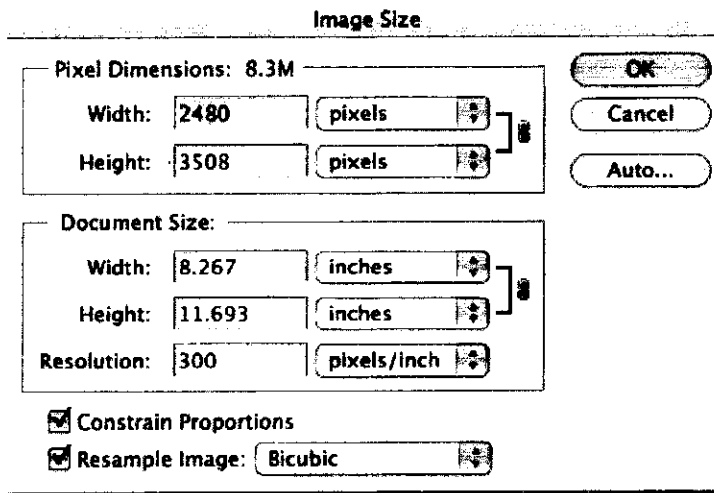 Image Size
Pixel Dimensions: 8.3M
OK
Width: 2480 pixels
Cancel
Height: 3508 pixels
Auto...
Document Size:
Width: 8.267 inches
Height: 11.693 inches
Resolution: 300 pixels/inch
Constrain Proportions
Resample Image: Bicubic